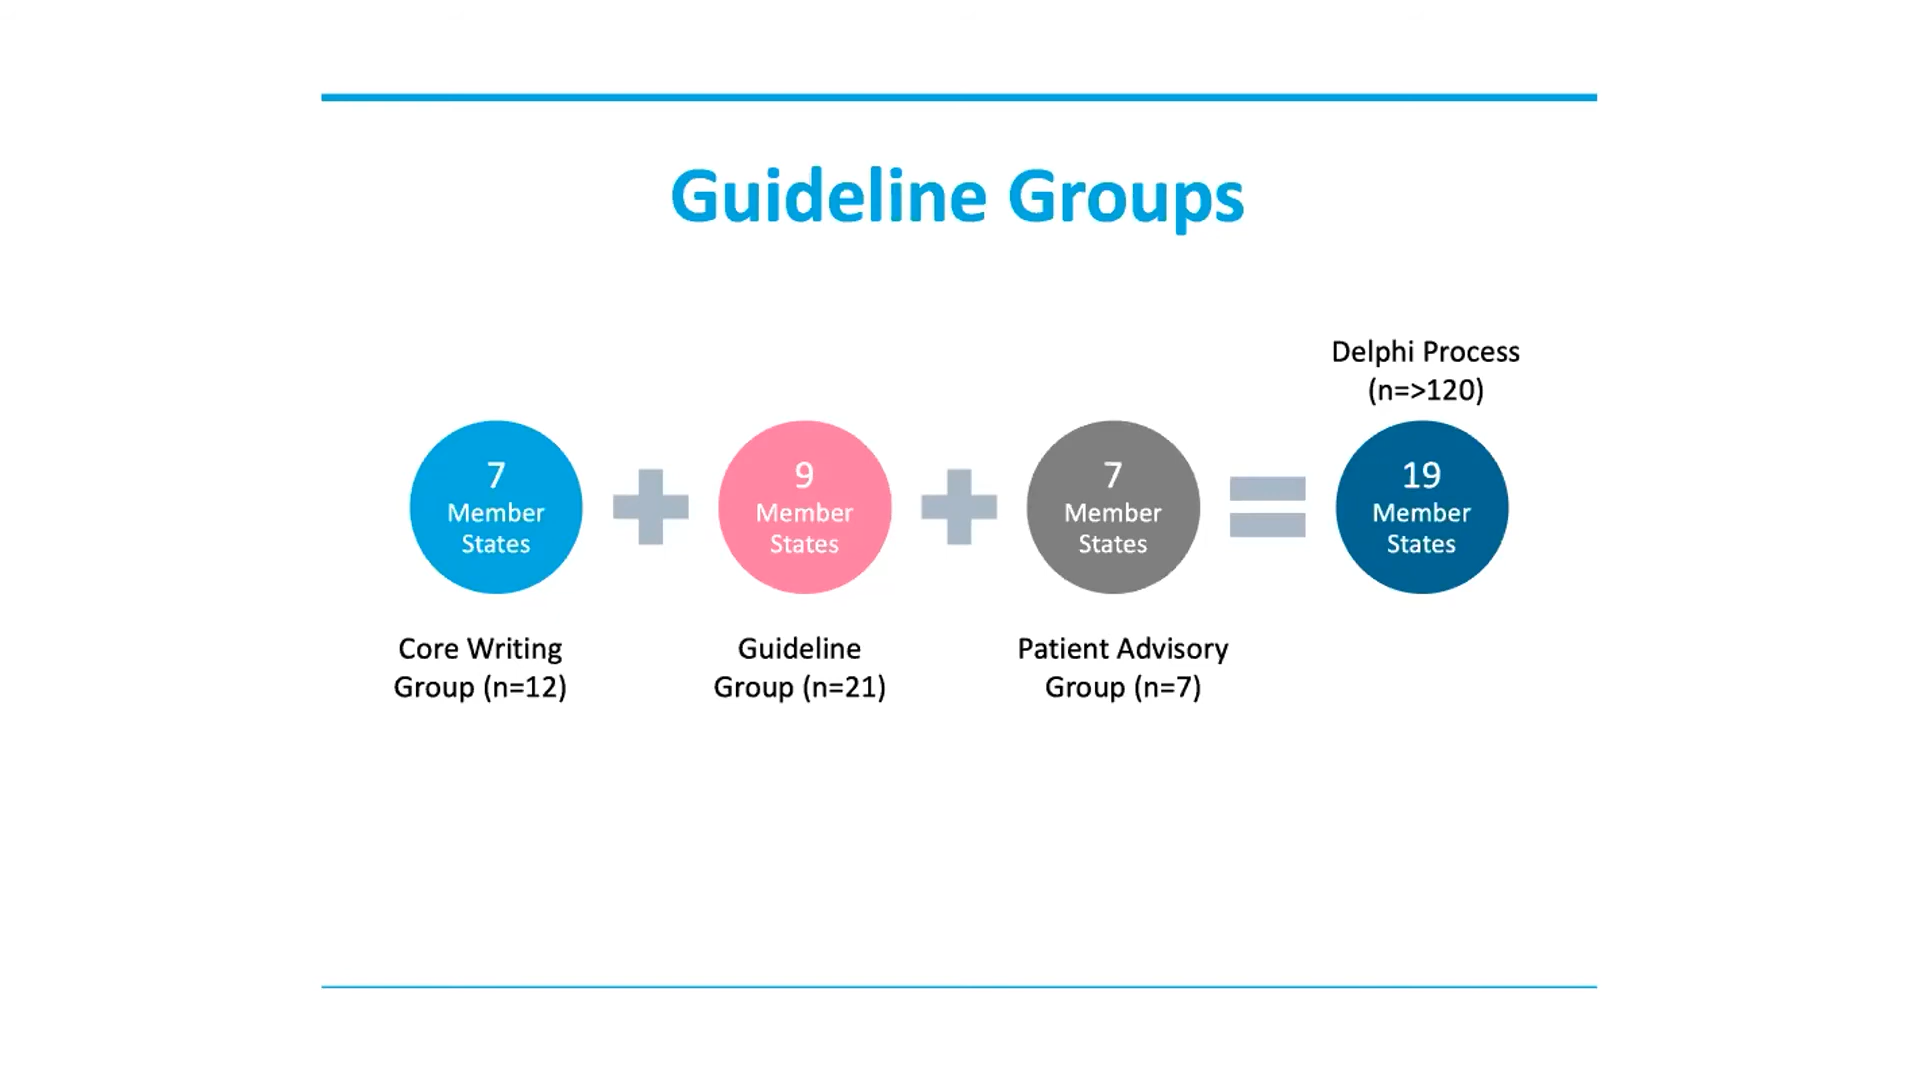 Guideline Groups
Delphi Process
(n=>120)
7
Member
States
9
Member
States
7
Member
States
19
Member
States
Core Writing
Group (n=12)
Guideline
Group (n=21)
Patient Advisory
Group (n=7)